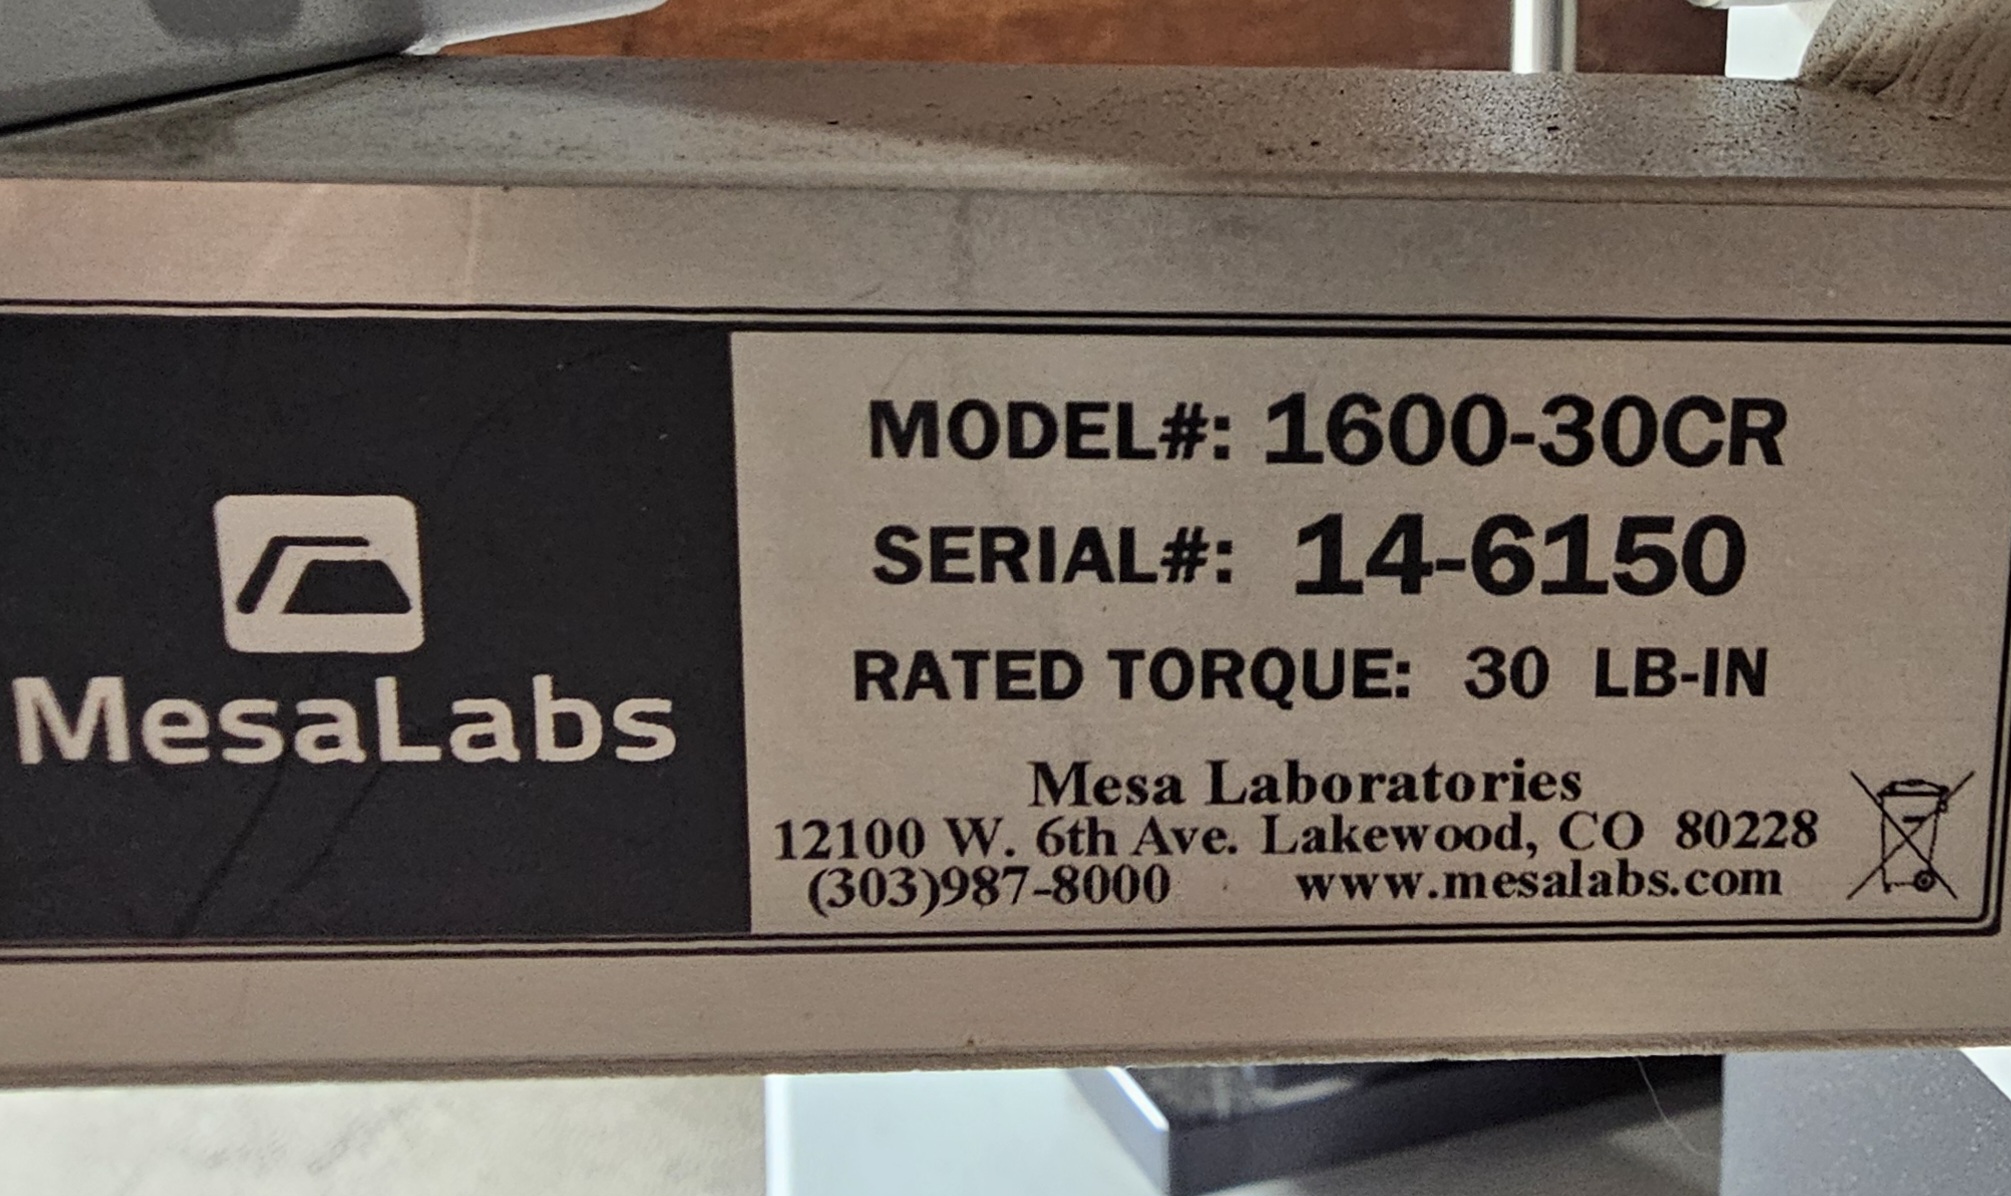 MesaLabs
MODEL#: 1600-30CR
SERIAL#: 14-6150
RATED TORQUE: 30 LB-IN
Mesa Laboratories
12100 W. 6th Ave. Lakewood, CO 80228
(303)987-8000 www.mesalabs.com